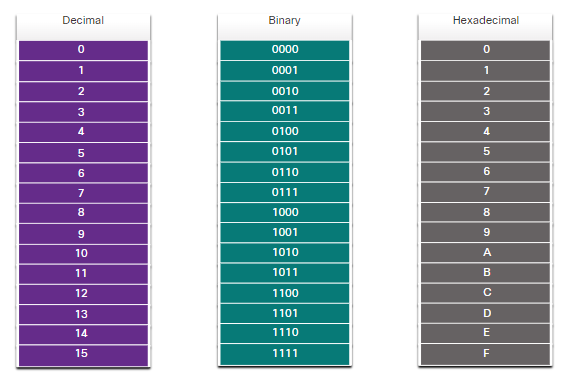 Decimal Binary Hexadecimal
0 0000 0
1 0001 1
2 0010 2
3 0011 3
4 0100 4
5 0101 5
6 0110 6
7 0111 7
8 1000 8
9 1001 9
10 1010 A
11 1011 B
12 1100 C
13 1101 D
14 1110 E
15 1111 F